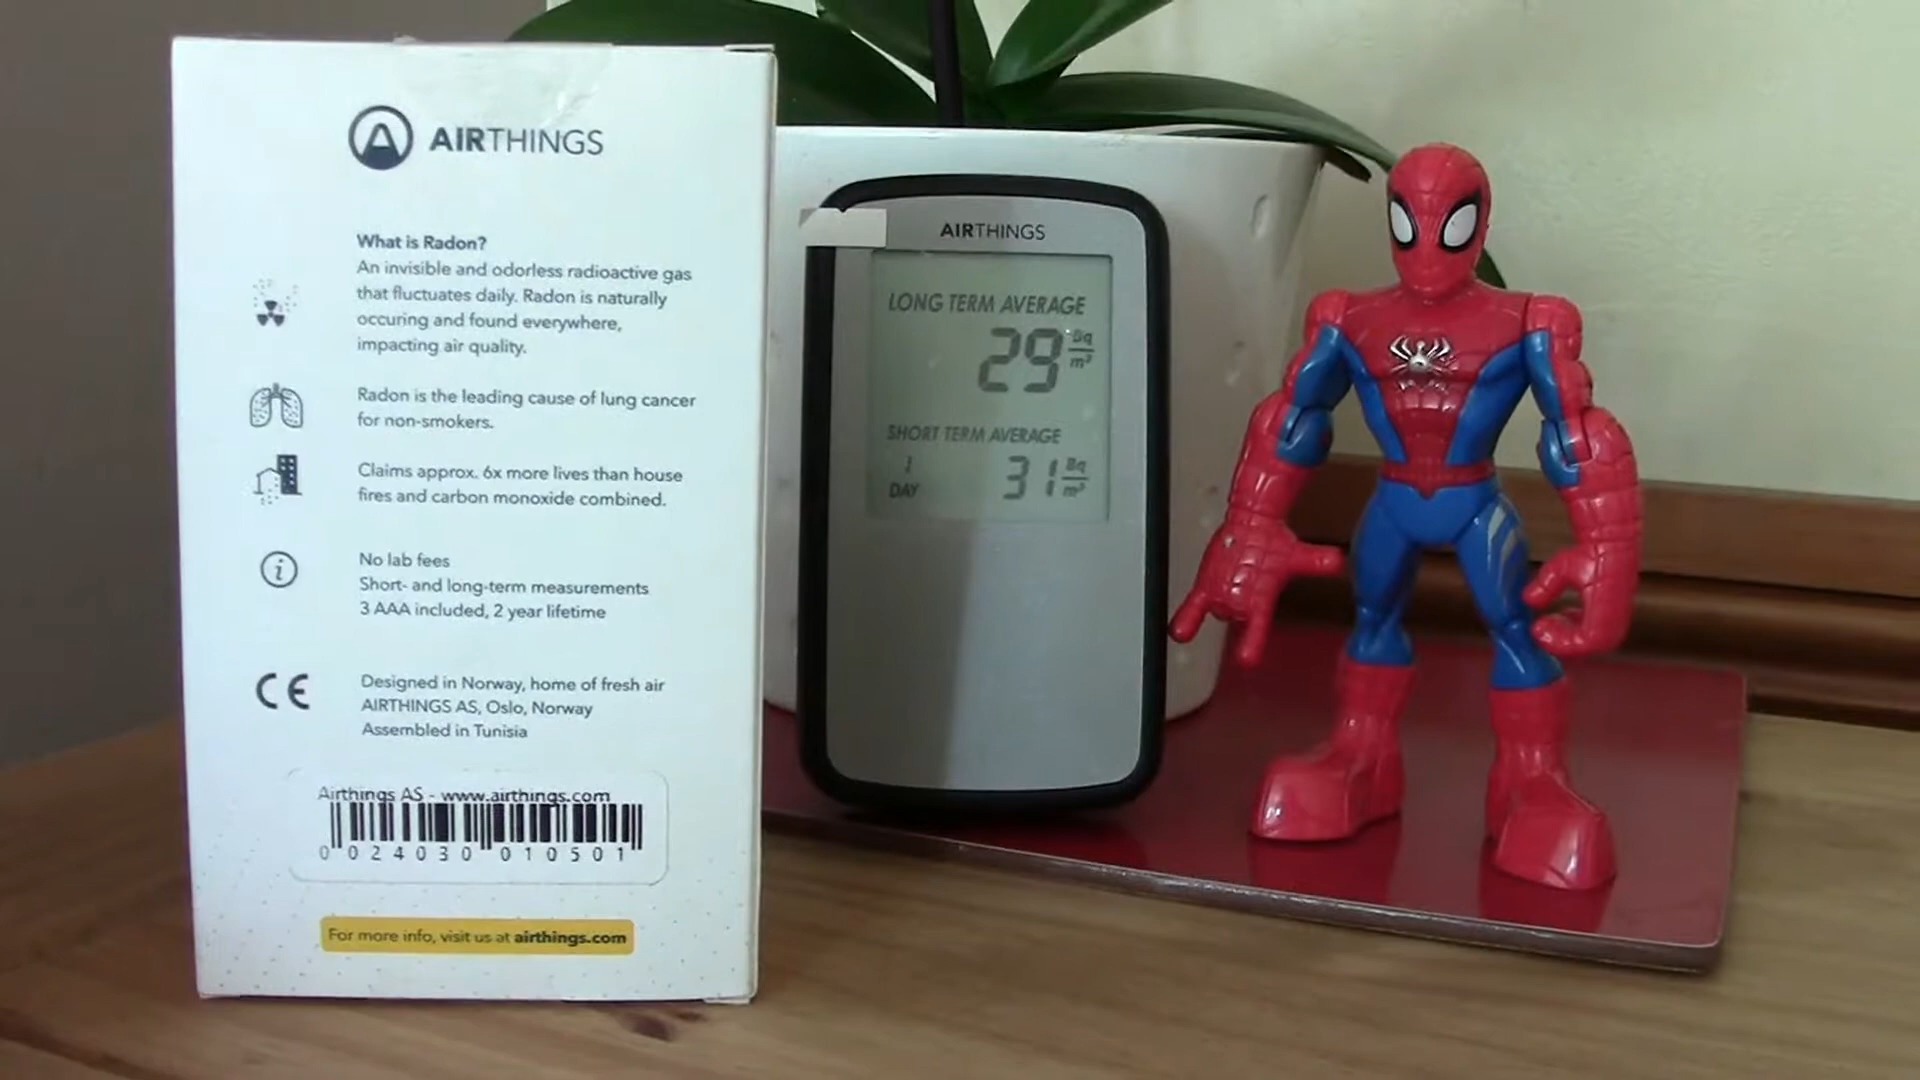 AIRTHINGS
What is Radon?
An invisible and odorless radioactive gas
that fluctuates daily. Radon is naturally
occuring and found everywhere,
impacting air quality.
Radon is the leading cause of lung cancer
for non-smokers.
Claims approx. 6x more lives than house
fires and carbon monoxide combined.
No lab fees
Short- and long-term measurements
3 AAA included, 2 year lifetime
CE
Designed in Norway, home of fresh air
AIRTHINGS AS, Oslo, Norway
Assembled in Tunisia
Airthings AS - www.airthings.com
0 024030 010501
For more info, visit us at airthings.com
AIRTHINGS
LONG TERM AVERAGE
29 Bq/m³
SHORT TERM AVERAGE
1 DAY 31 Bq/m³